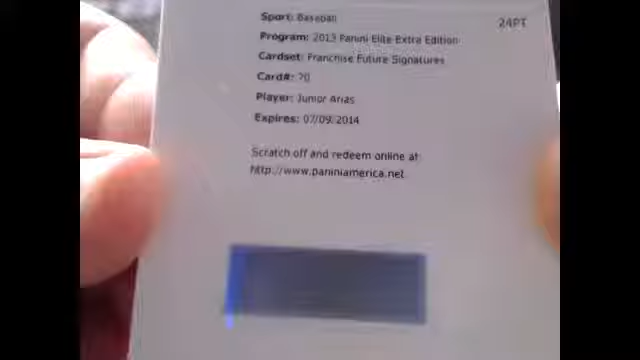 Sport: Baseball
24PT
Program: 2013 Panini Elite Extra Edition
Cardset: Franchise Future Signatures
Card#: 70
Player: Junior Arias
Expires: 07/09/2014
Scratch off and redeem online at
http://www.paniniamerica.net